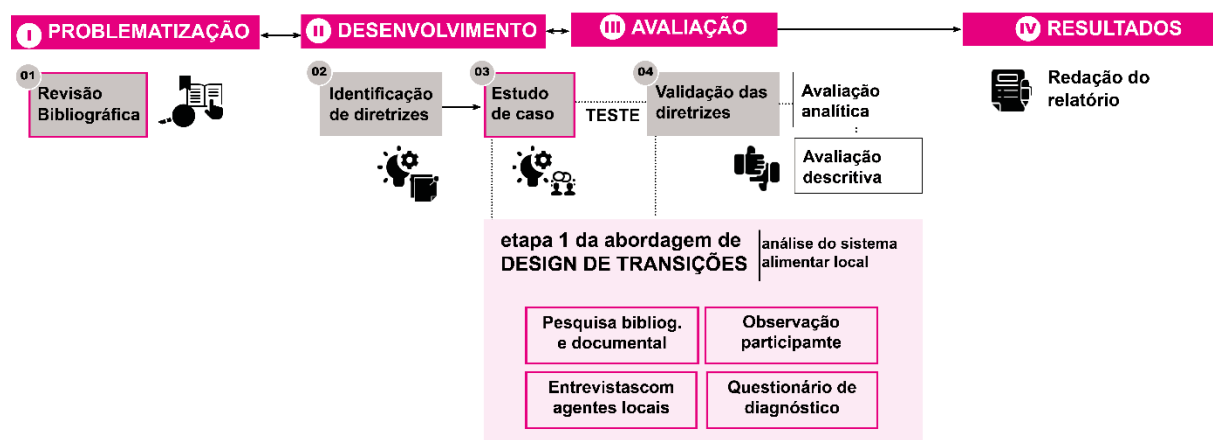 I PROBLEMATIZAÇÃO
II DESENVOLVIMENTO
III AVALIAÇÃO
IV RESULTADOS
01
Revisão
Bibliográfica
02
Identificação
de diretrizes
03
Estudo
de caso
TESTE
04
Validação das
diretrizes
Avaliação
analítica
Avaliação
descritiva
Redação do
relatório
etapa 1 da abordagem de
DESIGN DE TRANSIÇÕES
análise do sistema
alimentar local
Pesquisa bibliog.
e documental
Observação
participamte
Entrevistascom
agentes locais
Questionário de
diagnóstico